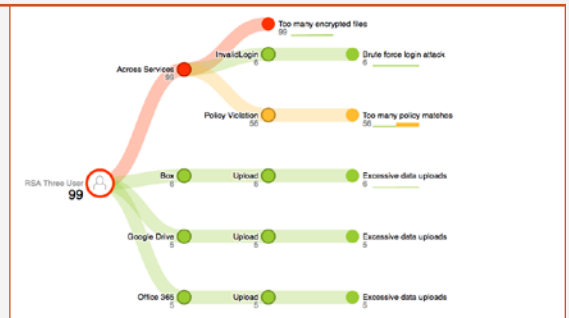 Too many encrypted files
99
InvalidLogin
6
Brute force login attack
6
Across Services
99
Policy Violation
56
Too many policy matches
56
RSA Three User
99
Box
6
Upload
6
Excessive data uploads
6
Google Drive
5
Upload
5
Excessive data uploads
5
Office 365
5
Upload
5
Excessive data uploads
5